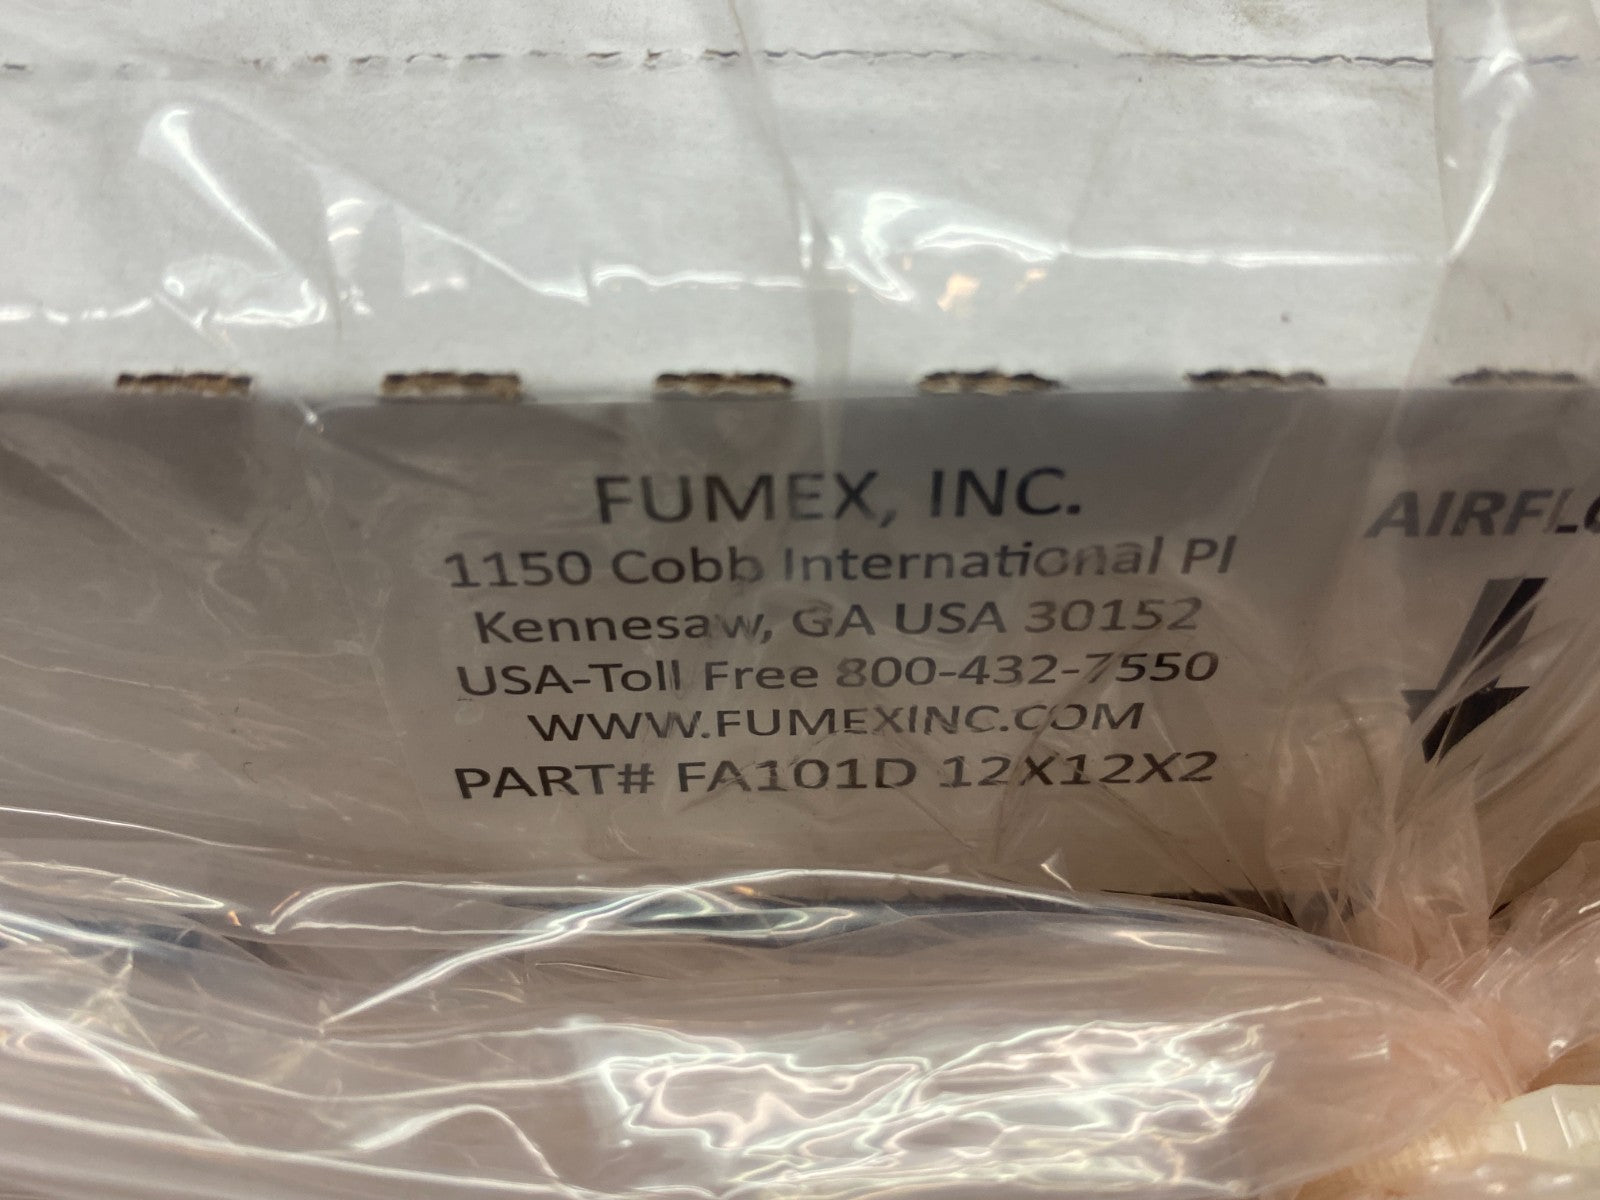 FUMEX, INC.
1150 Cobb International Pl
Kennesaw, GA USA 30152
USA-Toll Free 800-432-7550
WWW.FUMEXINC.COM
PART# FA101D 12X12X2